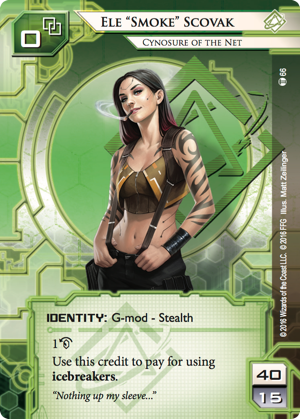 0
Ele “Smoke” Scovak
Cynosure of the Net
66
Illus. Matt Zeilinger
© 2016 Wizards of the Coast LLC. © 2016 FFG
IDENTITY: G-mod - Stealth
1
Use this credit to pay for using
icebreakers.
“Nothing up my sleeve...”
40
15